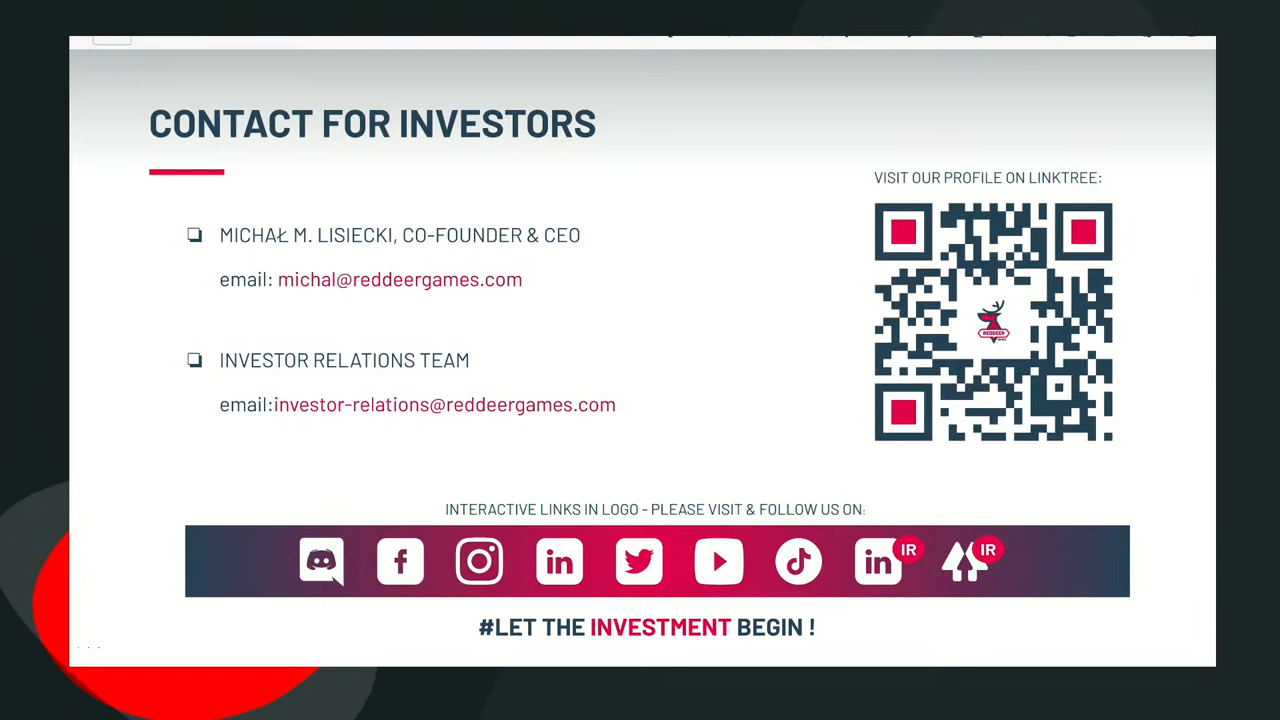 CONTACT FOR INVESTORS
VISIT OUR PROFILE ON LINKTREE:
MICHAŁ M. LISIECKI, CO-FOUNDER & CEO
email: michal@reddeergames.com
REDDEER
INVESTOR RELATIONS TEAM
email:investor-relations@reddeergames.com
INTERACTIVE LINKS IN LOGO - PLEASE VISIT & FOLLOW US ON:
IR
IR
#LET THE INVESTMENT BEGIN !